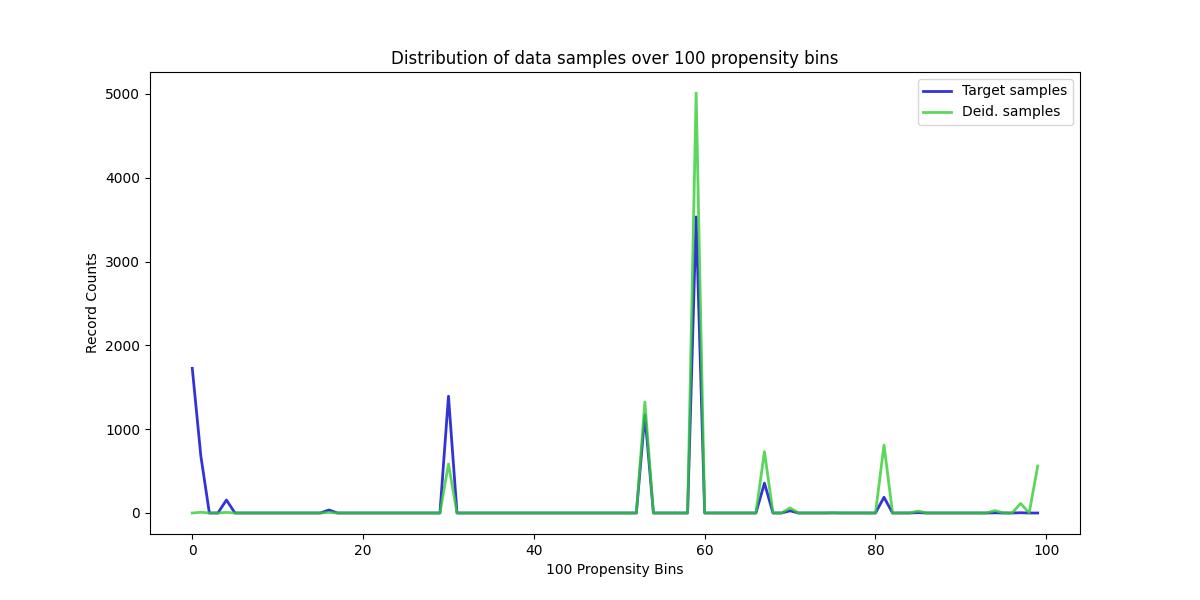 Distribution of data samples over 100 propensity bins
Target samples
Deid. samples
5000
4000
3000
2000
1000
0
Record Counts
0 20 40 60 80 100
100 Propensity Bins